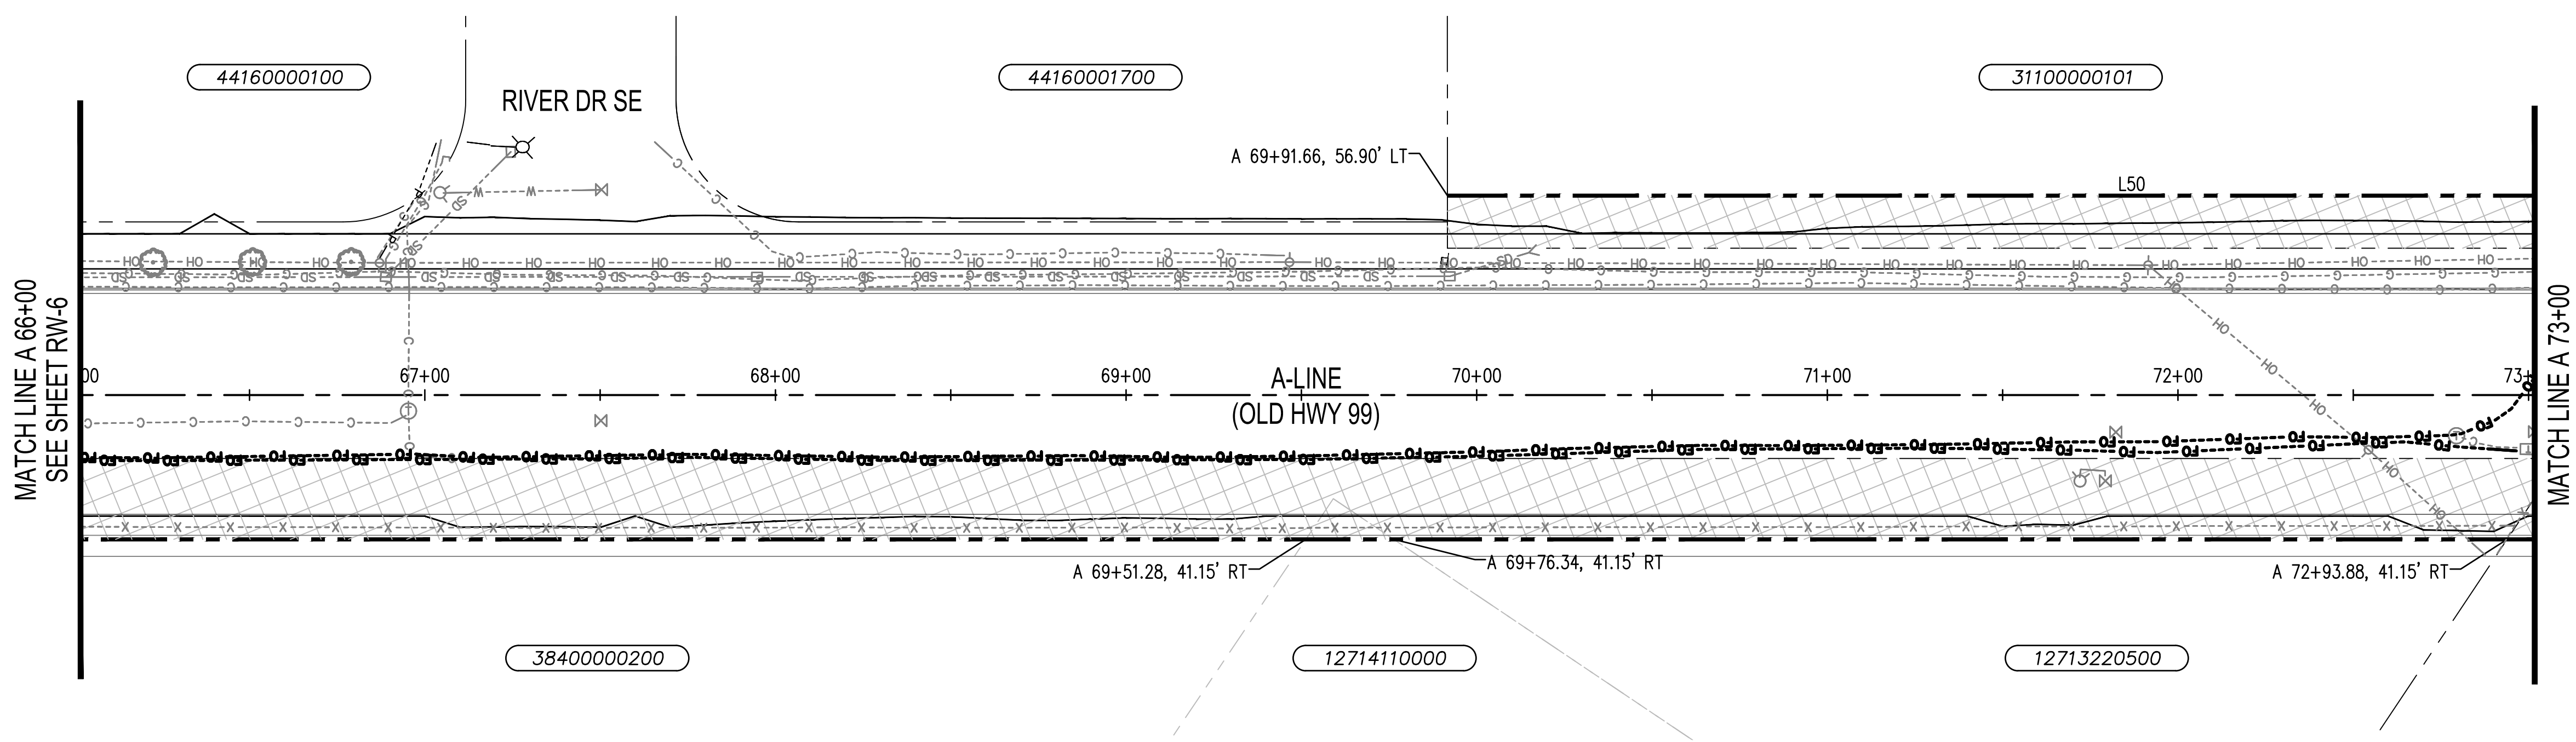 44160000100
44160001700
31100000101
RIVER DR SE
A 69+91.66, 56.90' LT
L50
MATCH LINE A 66+00
SEE SHEET RW-6
00
67+00
68+00
69+00
A-LINE
(OLD HWY 99)
70+00
71+00
72+00
73+
MATCH LINE A 73+00
A 69+51.28, 41.15' RT
A 69+76.34, 41.15' RT
A 72+93.88, 41.15' RT
38400000200
12714110000
12713220500